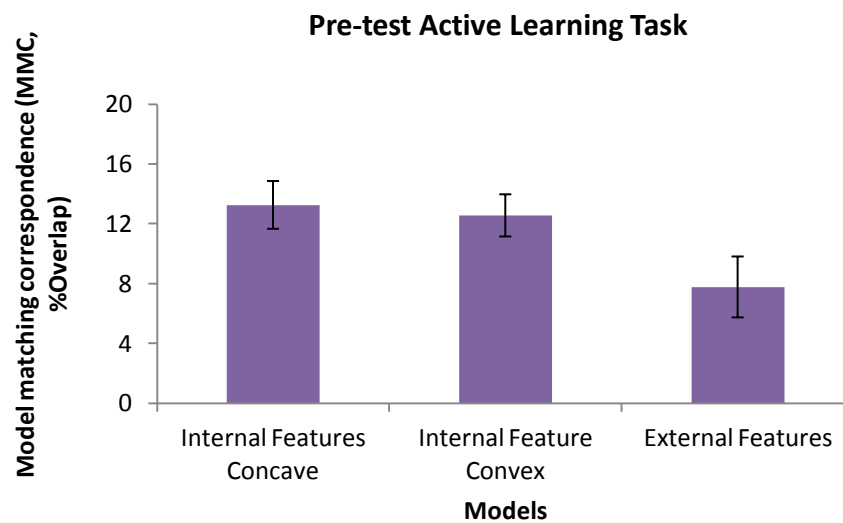 Pre-test Active Learning Task
Model matching correspondence (MMC,
%Overlap)
20
16
12
8
4
0
Internal Features
Concave
Internal Feature
Convex
External Features
Models